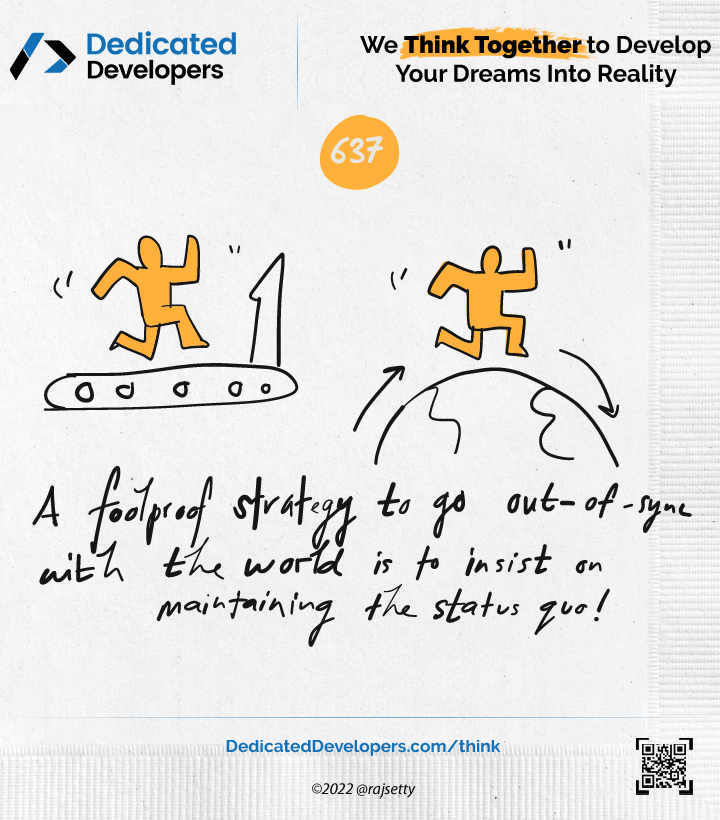 Dedicated
Developers
We Think Together to Develop
Your Dreams Into Reality
637
A foolproof strategy to go out-of-sync
with the world is to insist on
maintaining the status quo!
DedicatedDevelopers.com/think
©2022 @rajsetty